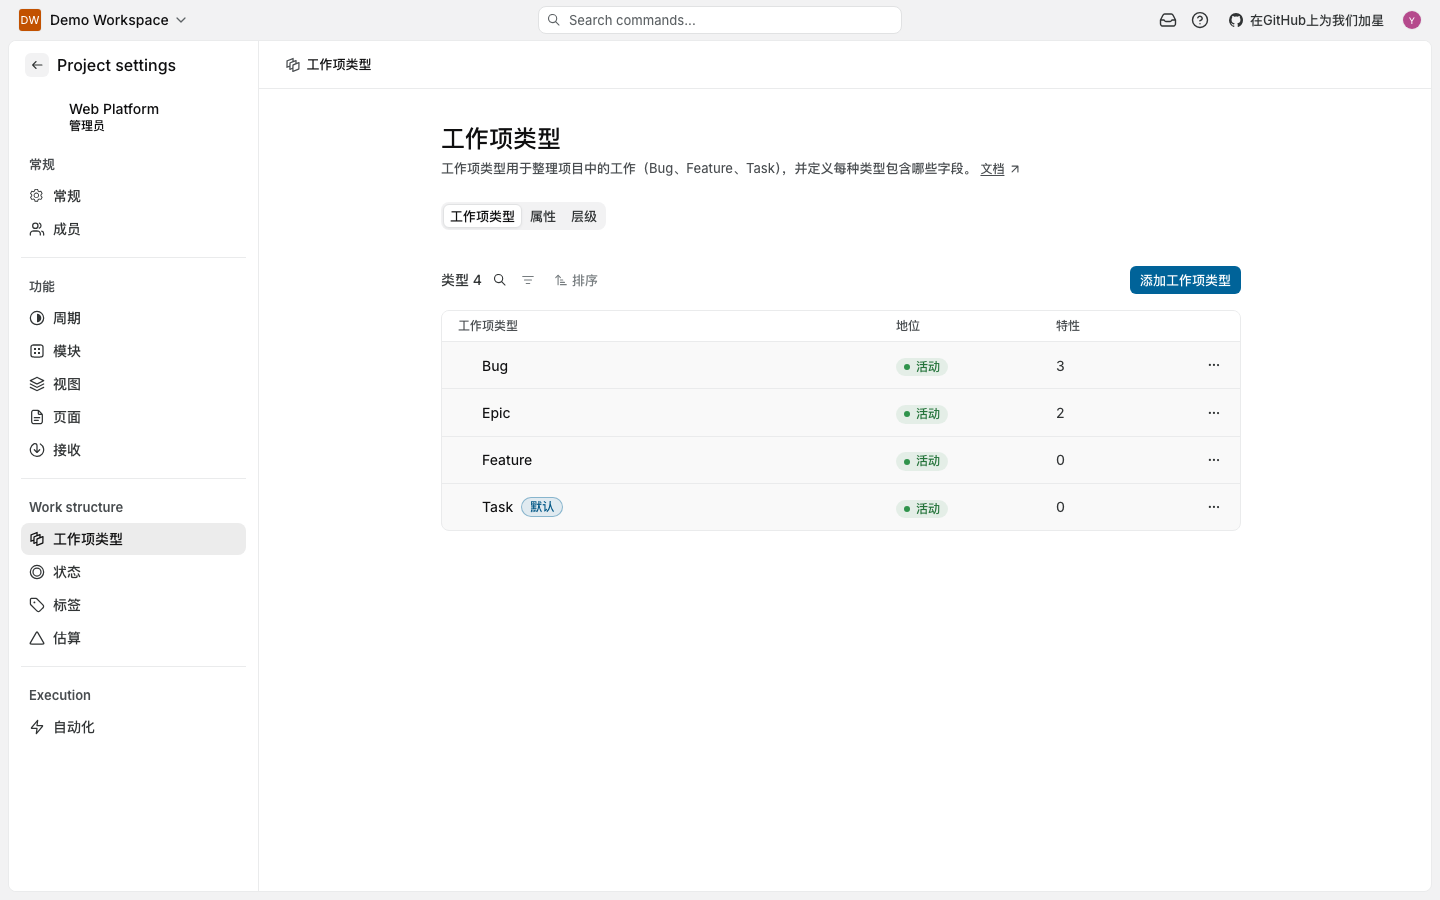 DW Demo Workspace
Search commands...
在GitHub上为我们加星
Y
Project settings
Web Platform
管理员
常规
常规
成员
功能
周期
模块
视图
页面
接收
Work structure
工作项类型
状态
标签
估算
Execution
自动化
工作项类型
工作项类型
工作项类型用于整理项目中的工作（Bug、Feature、Task），并定义每种类型包含哪些字段。 文档
工作项类型 属性 层级
类型 4 排序 添加工作项类型
工作项类型 地位 特性
Bug 活动 3
Epic 活动 2
Feature 活动 0
Task 默认 活动 0